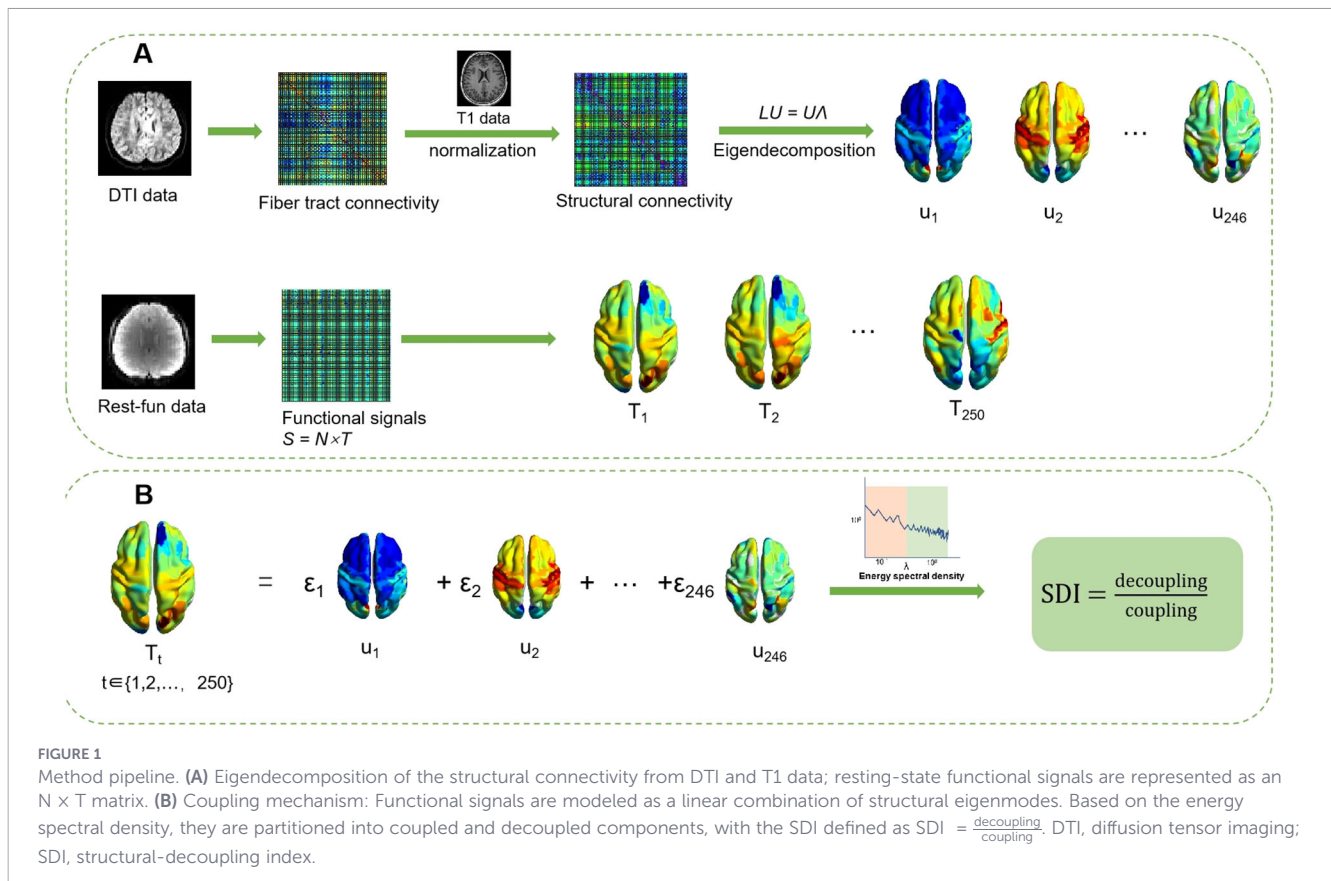 A
T1 data
LU = UΛ
normalization
Eigendecomposition
...
DTI data
Fiber tract connectivity
Structural connectivity
u1
u2
u246
...
Rest-fun data
Functional signals
S = N×T
T1
T2
T250
B
10⁻¹
λ
Energy spectral density
= ε1 + ε2 + ... +ε246
SDI = decoupling/coupling
Tt
u1
u2
u246
t∈{1,2,..., 250}
FIGURE 1
Method pipeline. (A) Eigendecomposition of the structural connectivity from DTI and T1 data; resting-state functional signals are represented as an
N × T matrix. (B) Coupling mechanism: Functional signals are modeled as a linear combination of structural eigenmodes. Based on the energy
spectral density, they are partitioned into coupled and decoupled components, with the SDI defined as SDI = decoupling/coupling. DTI, diffusion tensor imaging;
SDI, structural-decoupling index.